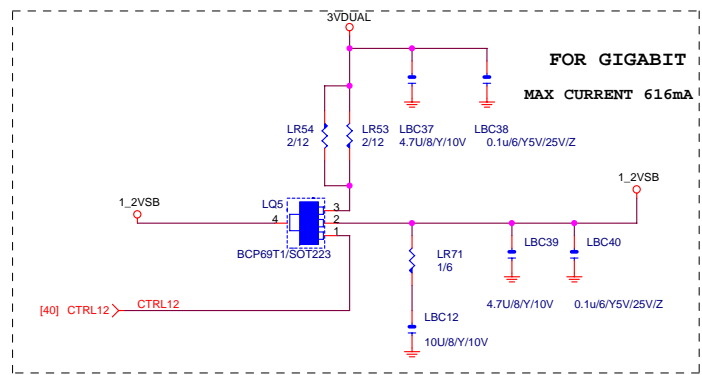 3VDUAL
FOR GIGABIT
MAX CURRENT 616mA
LR54
2/12
LR53
2/12
LBC37
4.7U/8/Y/10V
LBC38
0.1u/6/Y5V/25V/Z
1_2VSB
1_2VSB
LQ5
4
3
2
1
BCP69T1/SOT223
LR71
1/6
LBC39
4.7U/8/Y/10V
LBC40
0.1u/6/Y5V/25V/Z
[40] CTRL12
CTRL12
LBC12
10U/8/Y/10V